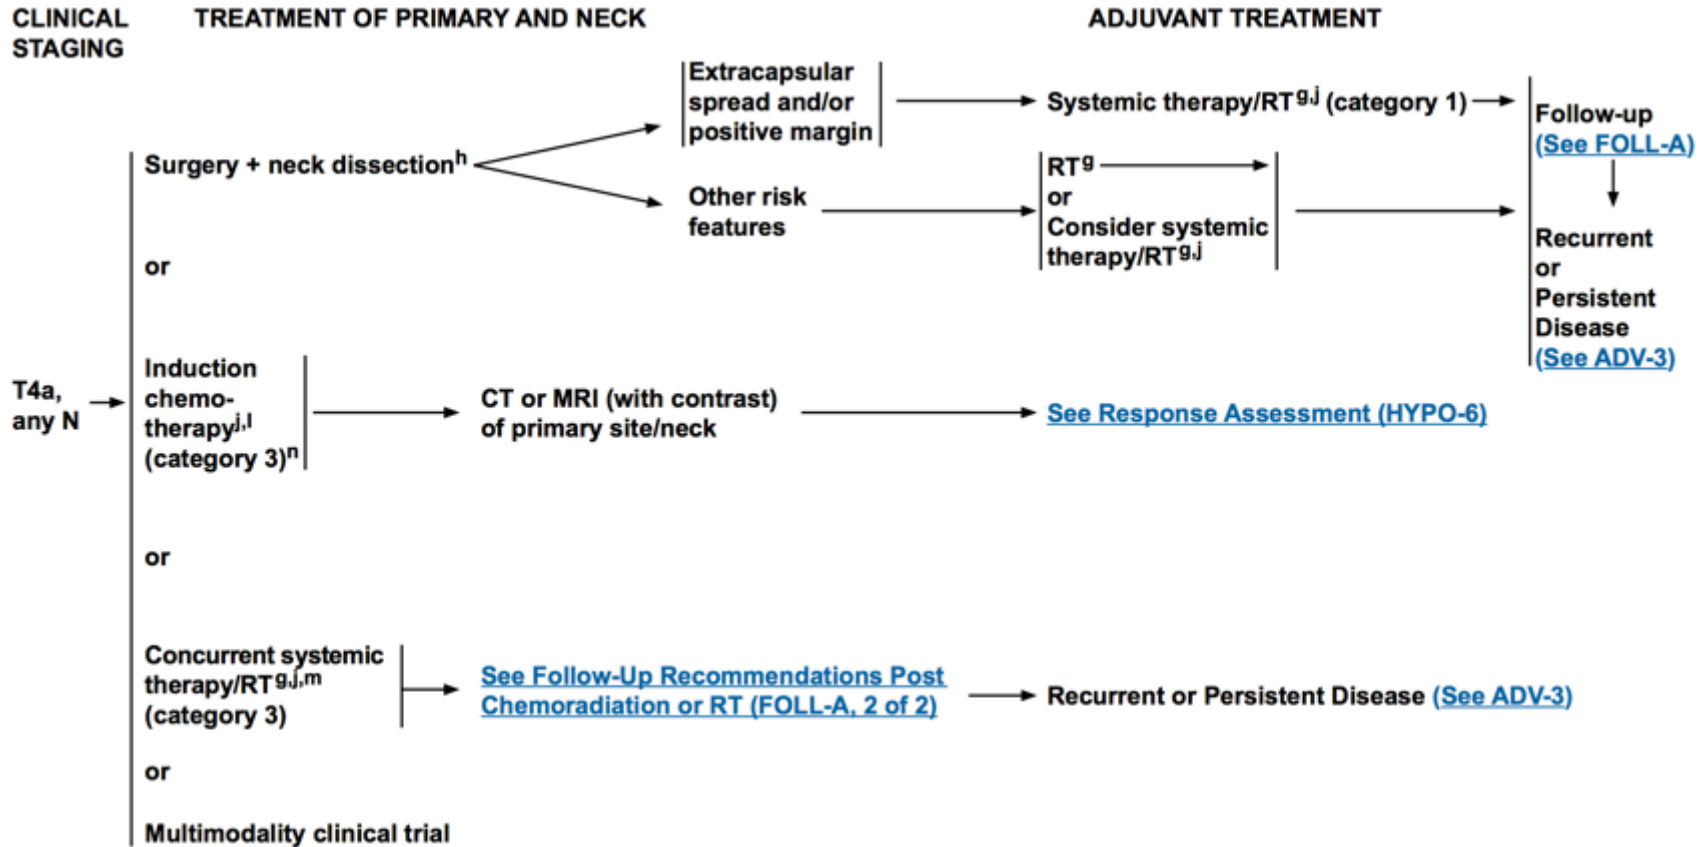 CLINICAL
STAGING
TREATMENT OF PRIMARY AND NECK
ADJUVANT TREATMENT
T4a,
any N
Surgery + neck dissectionh
Extracapsular
spread and/or
positive margin
Systemic therapy/RTg,j (category 1)
Other risk
features
RTg
or
Consider systemic
therapy/RTg,j
Follow-up
(See FOLL-A)
Recurrent
or
Persistent
Disease
(See ADV-3)
or
Induction
chemo-
therapyj,l
(category 3)n
CT or MRI (with contrast)
of primary site/neck
See Response Assessment (HYPO-6)
or
Concurrent systemic
therapy/RTg,j,m
(category 3)
See Follow-Up Recommendations Post
Chemoradiation or RT (FOLL-A, 2 of 2)
Recurrent or Persistent Disease (See ADV-3)
or
Multimodality clinical trial